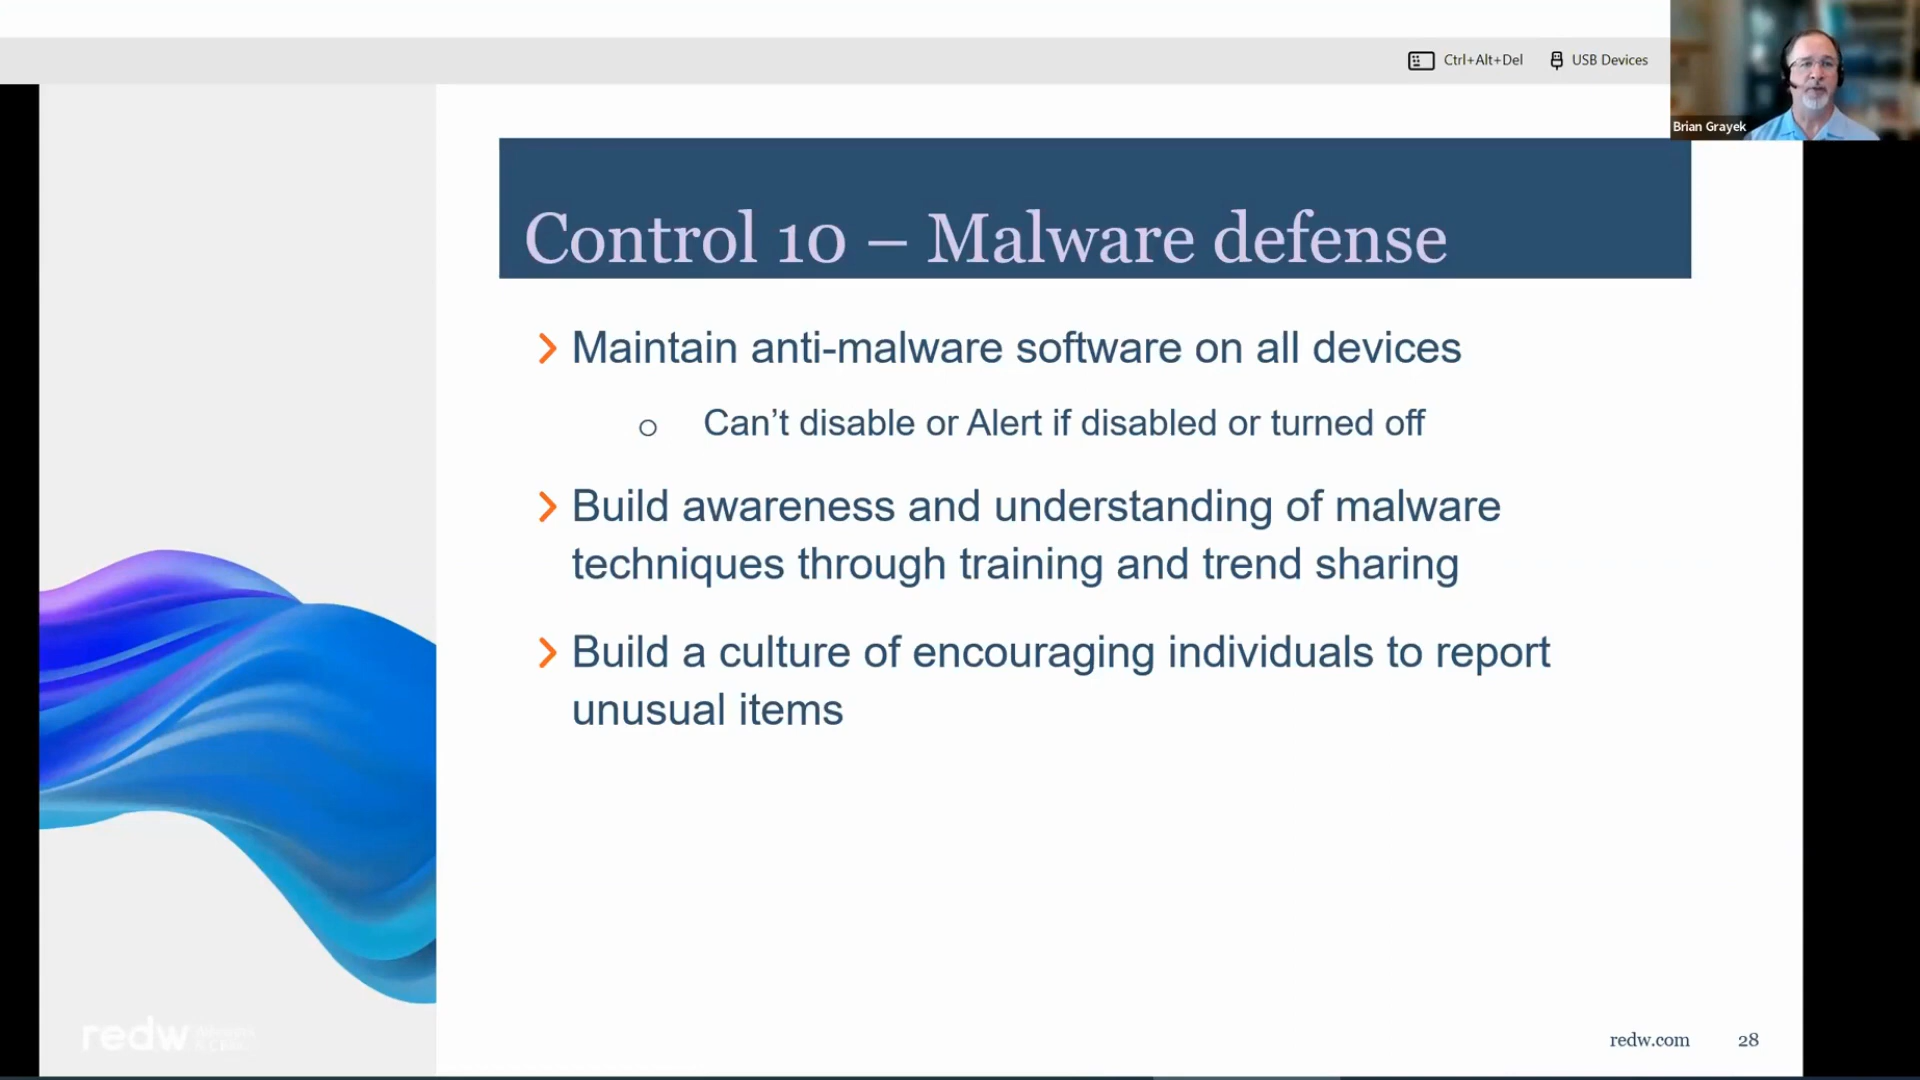 Ctrl+Alt+Del USB Devices
Brian Grayek
Control 10 – Malware defense
Maintain anti-malware software on all devices
o Can’t disable or Alert if disabled or turned off
Build awareness and understanding of malware
techniques through training and trend sharing
Build a culture of encouraging individuals to report
unusual items
redw
redw.com 28